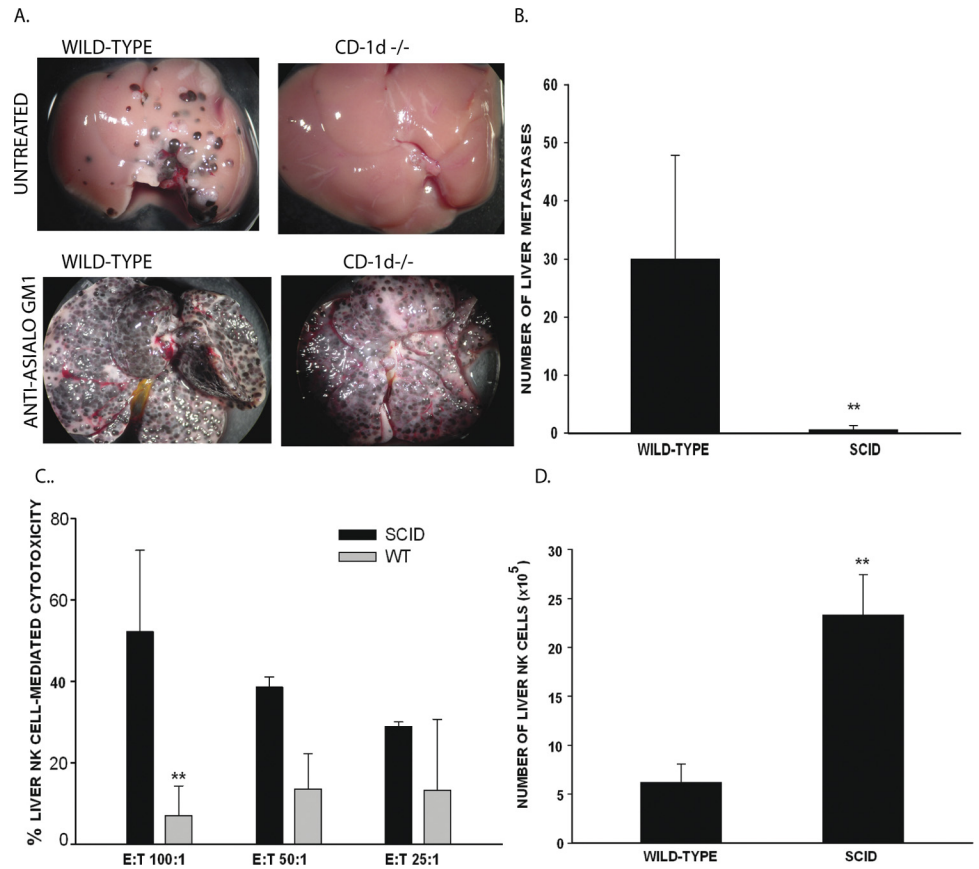 A.
WILD-TYPE
CD-1d -/-
UNTREATED
WILD-TYPE
CD-1d-/-
ANTI-ASIALO GM1
B.
NUMBER OF LIVER METASTASES
60
50
40
30
20
10
0
**
WILD-TYPE SCID
C..
% LIVER NK CELL-MEDIATED CYTOTOXICITY
80
60
40
20
0
SCID
WT
**
E:T 100:1 E:T 50:1 E:T 25:1
D.
NUMBER OF LIVER NK CELLS (x10⁵)
30
25
20
15
10
5
0
**
WILD-TYPE SCID